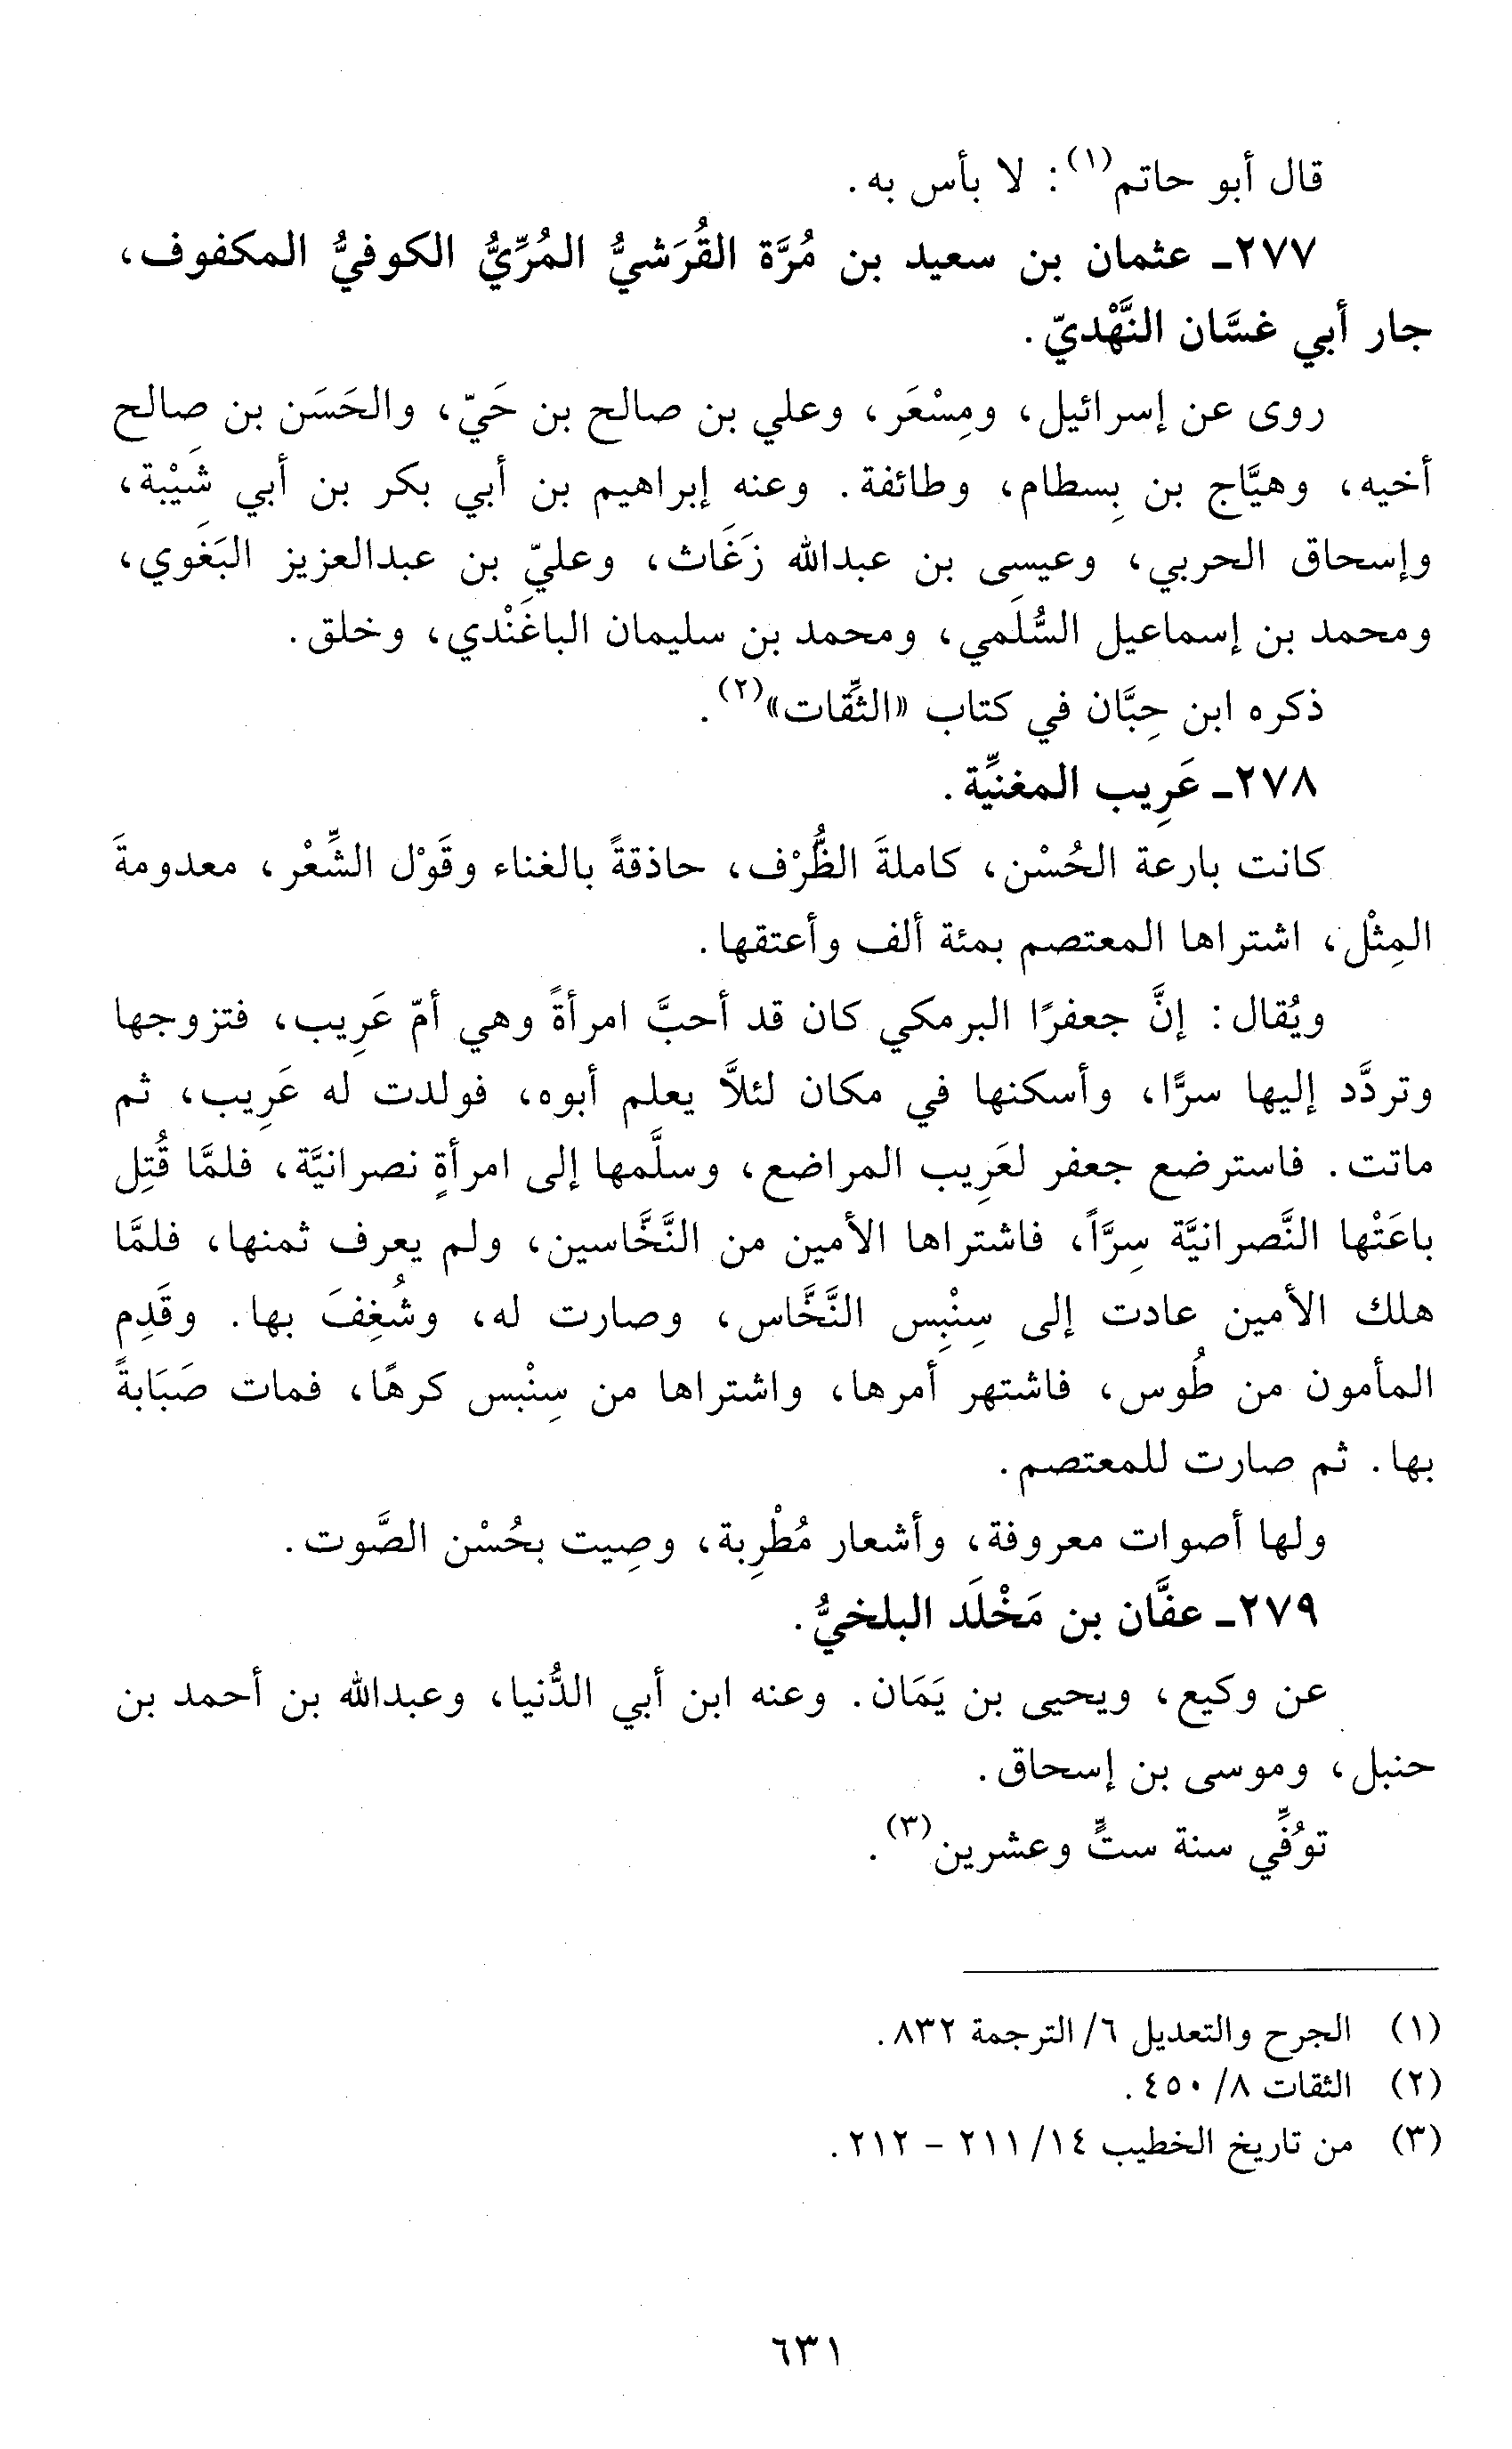 قال أبو حاتم(١): لا بأس به.
٢٧٧- عثمان بن سعيد بن مُرَّة القُرَشيُّ المُرِّيُّ الكوفيُّ المكفوف،
جار أبي غسَّان النَّهْديّ.
روى عن إسرائيل، ومِسْعَر، وعلي بن صالح بن حَيّ، والحَسَن بن صالح
أخيه، وهيَّاج بن بِسطام، وطائفة. وعنه إبراهيم بن أبي بكر بن أبي شَيْبة،
وإسحاق الحربي، وعيسى بن عبدالله زَغَاث، وعليّ بن عبدالعزيز البَغَوي،
ومحمد بن إسماعيل السُّلَمي، ومحمد بن سليمان الباغَنْدي، وخلق.
ذكره ابن حِبَّان في كتاب «الثِّقات»(٢).
٢٧٨- عَرِيب المغنيِّة.
كانت بارعة الحُسْن، كاملةَ الظُّرْف، حاذقةً بالغناء وقَوْل الشِّعْر، معدومةَ
المِثْل، اشتراها المعتصم بمئة ألف وأعتقها.
ويُقال: إنَّ جعفرًا البرمكي كان قد أحبَّ امرأةً وهي أمّ عَرِيب، فتزوجها
وتردَّد إليها سرًّا، وأسكنها في مكان لئلاَّ يعلم أبوه، فولدت له عَرِيب، ثم
ماتت. فاسترضع جعفر لعَرِيب المراضع، وسلَّمها إلى امرأةٍ نصرانيَّة، فلمَّا قُتِل
باعَتْها النَّصرانيَّة سِرَّاً، فاشتراها الأمين من النَّخَّاسين، ولم يعرف ثمنها، فلمَّا
هلك الأمين عادت إلى سِنْبِس النَّخَّاس، وصارت له، وشُغِفَ بها. وقَدِم
المأمون من طُوس، فاشتهر أمرها، واشتراها من سِنْبس كرهًا، فمات صَبَابةً
بها. ثم صارت للمعتصم.
ولها أصوات معروفة، وأشعار مُطْرِبة، وصِيت بحُسْن الصَّوت.
٢٧٩- عفَّان بن مَخْلَد البلخيُّ.
عن وكيع، ويحيى بن يَمَان. وعنه ابن أبي الدُّنيا، وعبدالله بن أحمد بن
حنبل، وموسى بن إسحاق.
توُفِّي سنة ستٍّ وعشرين(٣).
(١) الجرح والتعديل ٦/ الترجمة ٨٣٢.
(٢) الثقات ٨/ ٤٥٠.
(٣) من تاريخ الخطيب ١٤/ ٢١١ - ٢١٢.
٦٣١